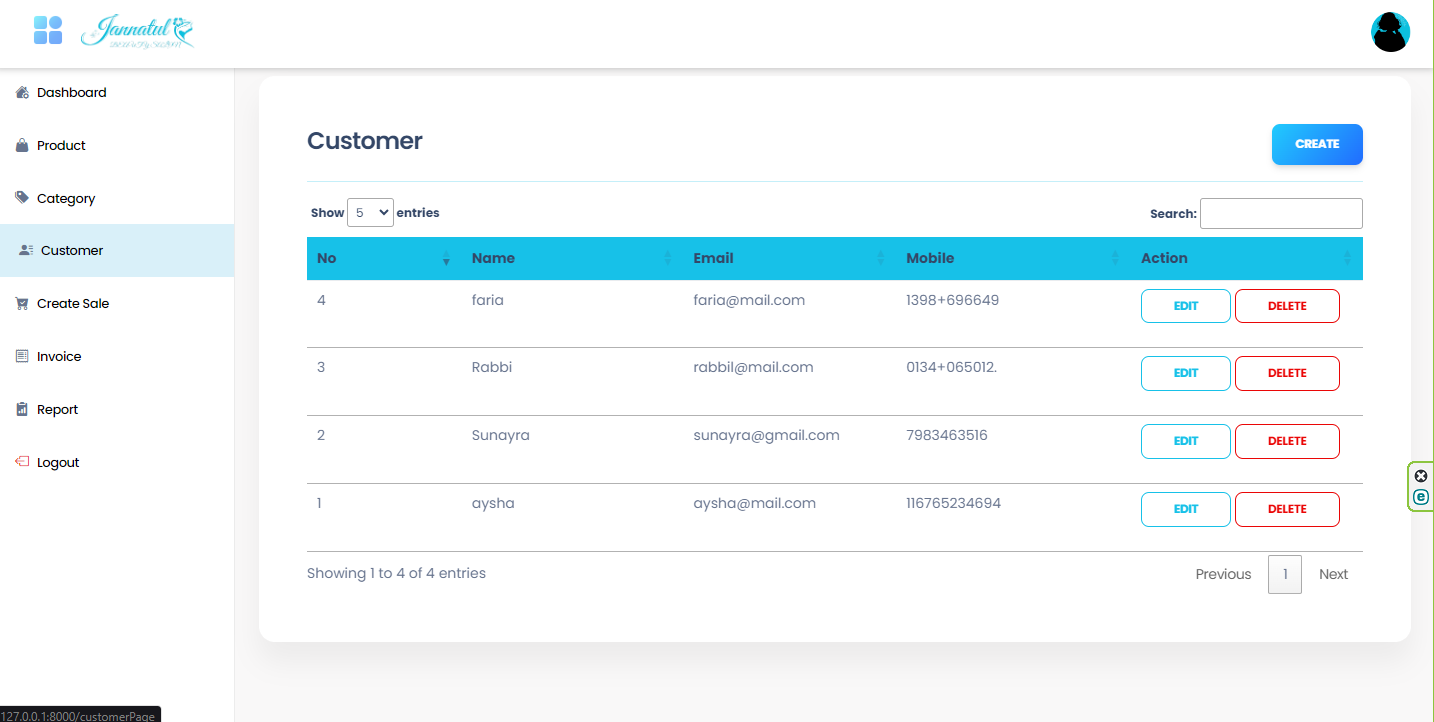 Jannatul
Dashboard
Product
Category
Customer
Create Sale
Invoice
Report
Logout
Customer
CREATE
Show 5 entries
Search:
No Name Email Mobile Action
4 faria faria@mail.com 1398+696649 EDIT DELETE
3 Rabbi rabbil@mail.com 0134+065012. EDIT DELETE
2 Sunayra sunayra@gmail.com 7983463516 EDIT DELETE
1 aysha aysha@mail.com 116765234694 EDIT DELETE
Showing 1 to 4 of 4 entries
Previous 1 Next
127.0.0.1:8000/customerPage